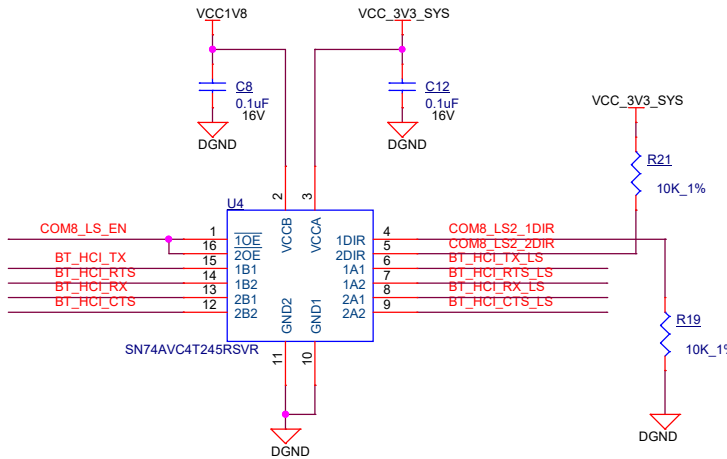 VCC1V8
VCC_3V3_SYS
C8
0.1uF
16V
DGND
C12
0.1uF
16V
DGND
VCC_3V3_SYS
R21
10K_1%
U4
2
3
VCCB
VCCA
COM8_LS_EN
1
1OE
1DIR
4
COM8_LS2_1DIR
16
2OE
2DIR
5
COM8_LS2_2DIR
BT_HCI_TX
15
1B1
1A1
6
BT_HCI_TX_LS
BT_HCI_RTS
14
1B2
1A2
7
BT_HCI_RTS_LS
BT_HCI_RX
13
2B1
2A1
8
BT_HCI_RX_LS
BT_HCI_CTS
12
2B2
2A2
9
BT_HCI_CTS_LS
GND2
GND1
SN74AVC4T245RSVR
11
10
DGND
R19
10K_1%
DGND